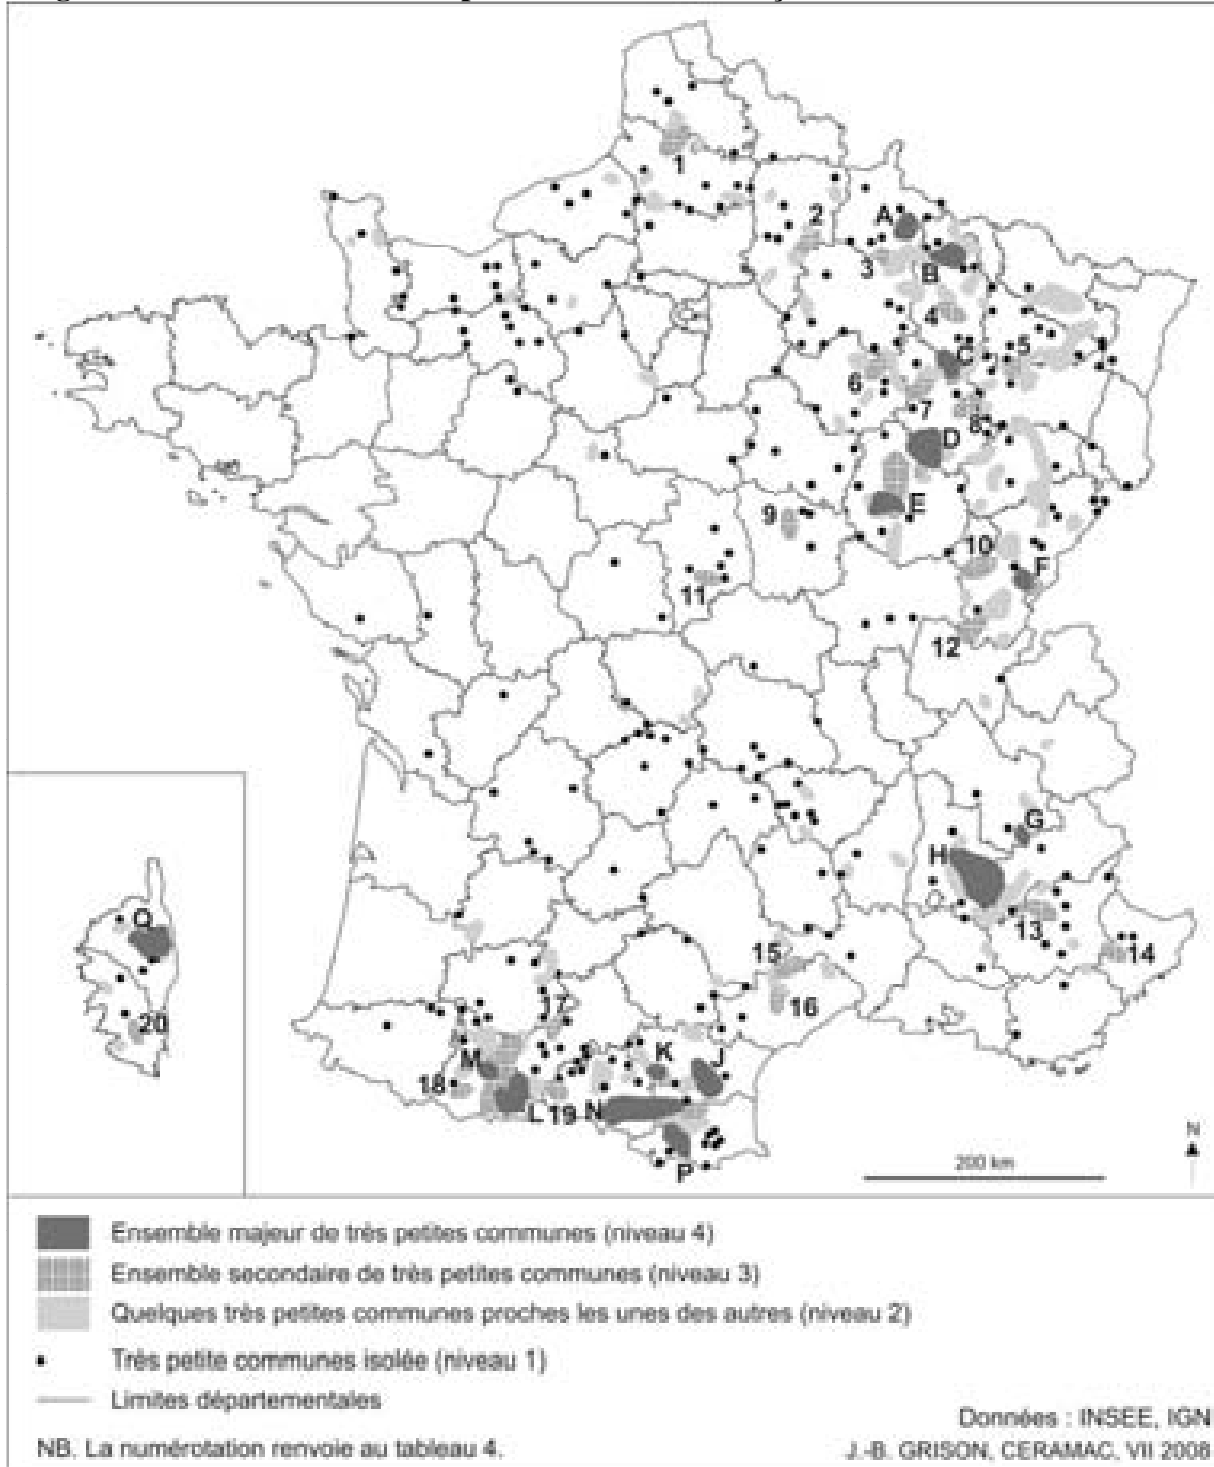 1
2
A
3
B
4
C
5
6
7
8
D
9
E
10
F
11
12
G
H
Q
13
14
15
16
20
17
K
J
M
18
L 19 N
P
N
200 km
Ensemble majeur de très petites communes (niveau 4)
Ensemble secondaire de très petites communes (niveau 3)
Quelques très petites communes proches les unes des autres (niveau 2)
Très petite communes isolée (niveau 1)
Limites départementales
Données : INSEE, IGN
NB. La numérotation renvoie au tableau 4.
J.-B. GRISON, CERAMAC, VII 2008